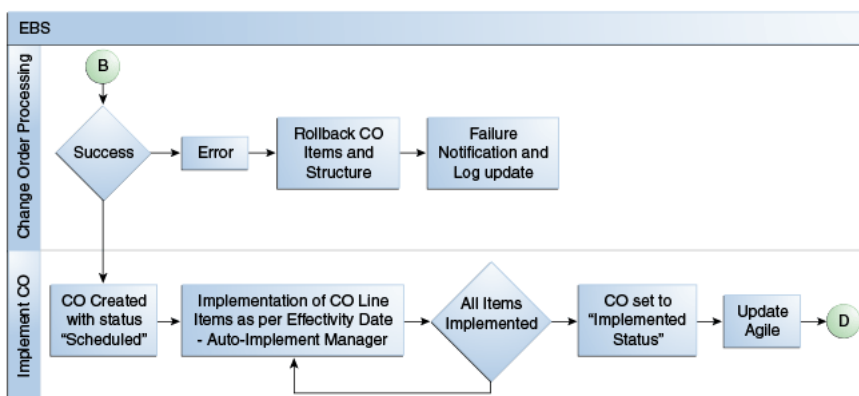 EBS
Change Order Processing
B
Success
Error
Rollback CO
Items and
Structure
Failure
Notification and
Log update
Implement CO
CO Created
with status
“Scheduled”
Implementation of CO Line
Items as per Effectivity Date
- Auto-Implement Manager
All Items
Implemented
CO set to
“Implemented
Status”
Update
Agile
D